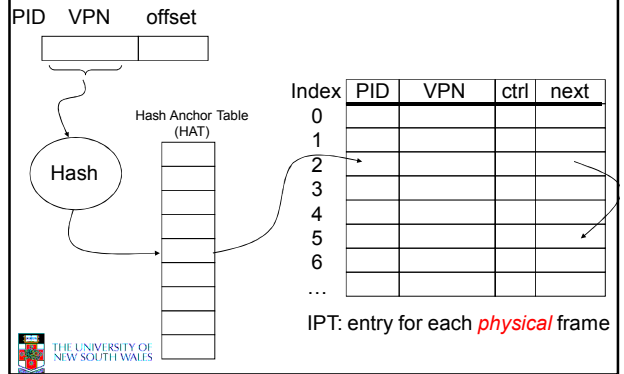 PID VPN offset
Hash
Hash Anchor Table
(HAT)
Index PID VPN ctrl next
0
1
2
3
4
5
6
...
IPT: entry for each physical frame
THE UNIVERSITY OF
NEW SOUTH WALES